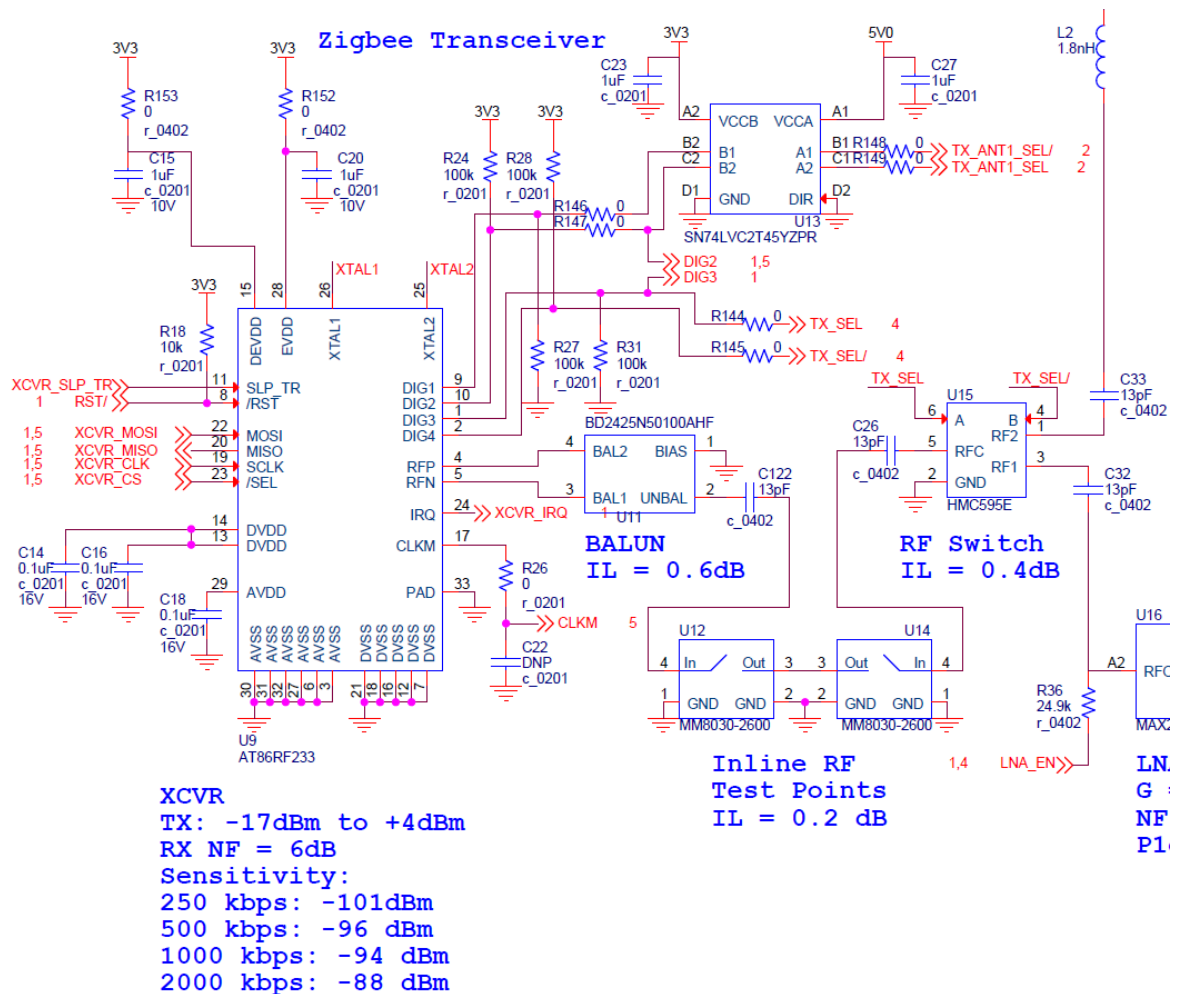 Zigbee Transceiver
3V3
3V3
3V3
5V0
L2
1.8nH
R153
0
r_0402
R152
0
r_0402
C23
1uF
c_0201
C27
1uF
c_0201
C15
1uF
c_0201
10V
C20
1uF
c_0201
10V
3V3
3V3
R24
100k
r_0201
R28
100k
r_0201
A2
VCCB
VCCA
A1
B2
B1
A1
B1
R148
0
TX_ANT1_SEL/
2
C2
B2
A2
C1
R149
0
TX_ANT1_SEL
2
D1
GND
DIR
D2
U13
SN74LVC2T45YZPR
R146
0
R147
0
DIG2
1,5
DIG3
1
XTAL1
XTAL2
3V3
R18
10k
r_0201
15
28
26
25
DEVDD
EVDD
XTAL1
XTAL2
R144
0
TX_SEL
4
R145
0
TX_SEL/
4
R27
100k
r_0201
R31
100k
r_0201
XCVR_SLP_TR
11
SLP_TR
1
RST/
8
/RST
1,5
XCVR_MOSI
22
MOSI
1,5
XCVR_MISO
20
MISO
1,5
XCVR_CLK
19
SCLK
1,5
XCVR_CS
23
/SEL
DIG1
9
DIG2
10
DIG3
1
DIG4
2
RFP
4
RFN
5
IRQ
24
XCVR_IRQ
1
CLKM
17
PAD
33
BD2425N50100AHF
4
BAL2
BIAS
1
3
BAL1
UNBAL
2
U11
C122
13pF
c_0402
BALUN
IL = 0.6dB
TX_SEL
TX_SEL/
U15
6
A
B
4
5
RFC
RF2
1
RF1
3
2
GND
HMC595E
C26
13pF
c_0402
C33
13pF
c_0402
C32
13pF
c_0402
RF Switch
IL = 0.4dB
14
DVDD
13
DVDD
C14
0.1uF
c_0201
16V
C16
0.1uF
c_0201
16V
29
AVDD
C18
0.1uF
c_0201
16V
R26
0
r_0201
CLKM
5
C22
DNP
c_0201
AVSS
AVSS
AVSS
AVSS
AVSS
AVSS
DVSS
DVSS
DVSS
DVSS
DVSS
30
31
32
27
6
3
21
18
16
12
7
U9
AT86RF233
U12
4
In
Out
3
1
GND
GND
2
MM8030-2600
U14
3
Out
In
4
2
GND
GND
1
MM8030-2600
Inline RF
Test Points
IL = 0.2 dB
U16
A2
RFC
MAX2
R36
24.9k
r_0402
1,4
LNA_EN
LN
G =
NF
P1
XCVR
TX: -17dBm to +4dBm
RX NF = 6dB
Sensitivity:
250 kbps: -101dBm
500 kbps: -96 dBm
1000 kbps: -94 dBm
2000 kbps: -88 dBm